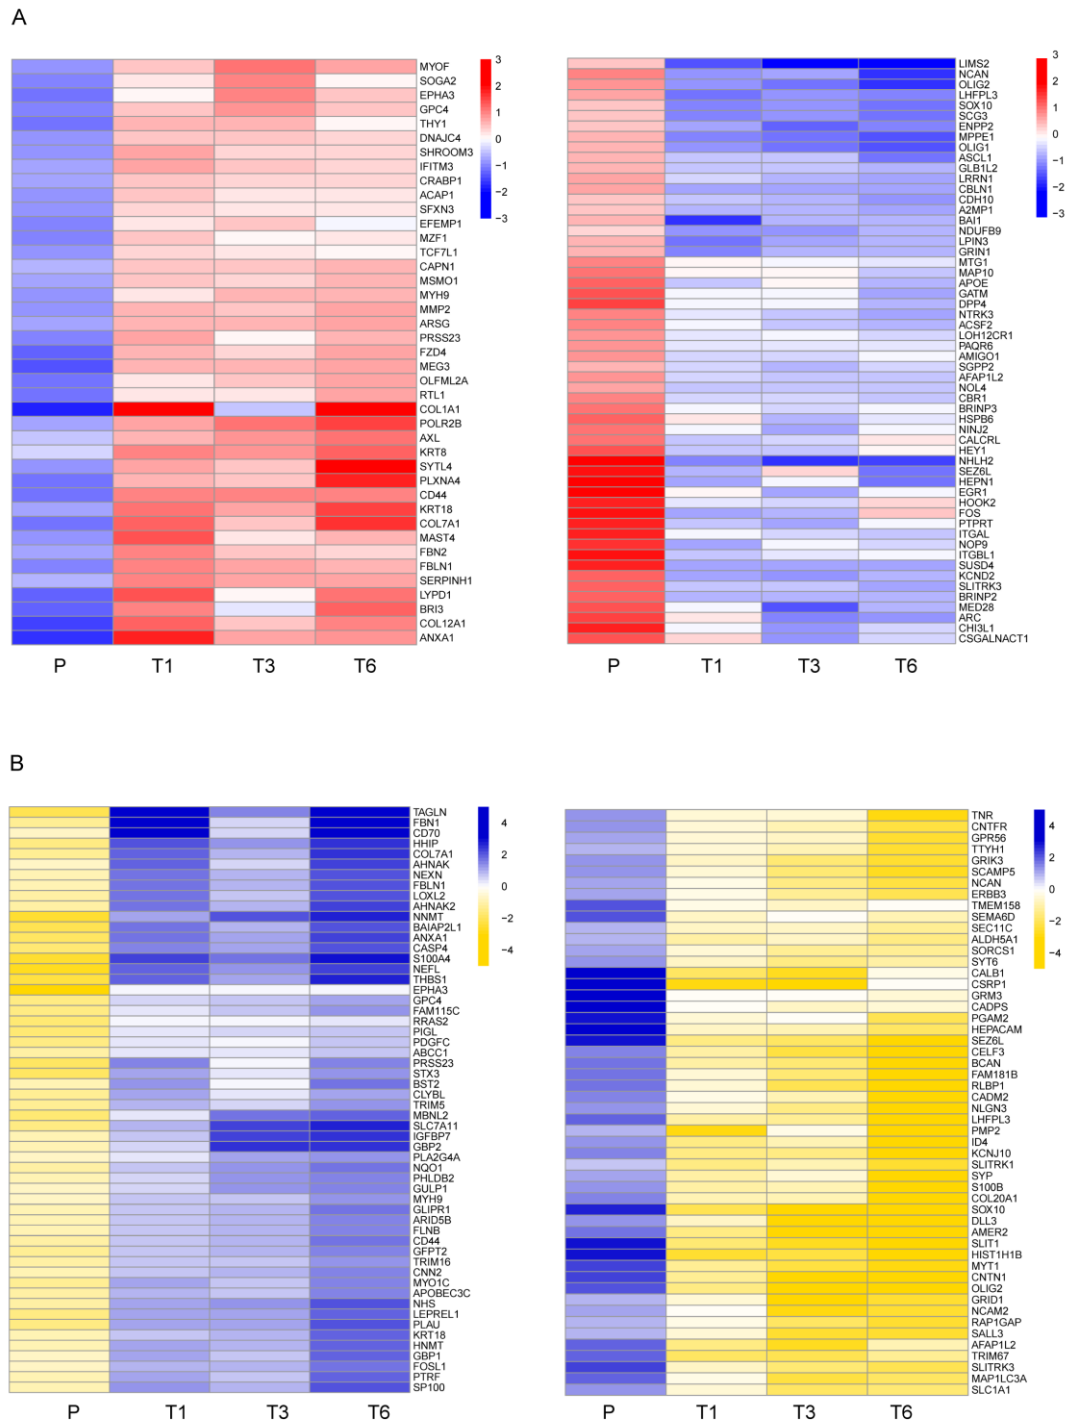 A
3
2
1
0
−1
−2
−3
MYOF
SOGA2
EPHA3
GPC4
THY1
DNAJC4
SHROOM3
IFITM3
CRABP1
ACAP1
SFXN3
EFEMP1
MZF1
TCF7L1
CAPN1
MSMO1
MYH9
MMP2
ARSG
PRSS23
FZD4
MEG3
OLFML2A
RTL1
COL1A1
POLR2B
AXL
KRT8
SYTL4
PLXNA4
CD44
KRT18
COL7A1
MAST4
FBN2
FBLN1
SERPINH1
LYPD1
BRI3
COL12A1
ANXA1
P T1 T3 T6
3
2
1
0
−1
−2
−3
LIMS2
NCAN
OLIG2
LHFPL3
SOX10
SCG3
ENPP2
MPPE1
OLIG1
ASCL1
GLB1L2
LRRN1
CBLN1
CDH10
A2MP1
BAI1
NDUFB9
LPIN3
GRIN1
MTG1
MAP10
APOE
GATM
DPP4
NTRK3
ACSF2
LOH12CR1
PAQR6
AMIGO1
SGPP2
AFAP1L2
NOL4
CBR1
BRINP3
HSPB6
NINJ2
CALCRL
HEY1
NHLH2
SEZ6L
HEPN1
EGR1
HOOK2
FOS
PTPRT
ITGAL
NOP9
ITGBL1
SUSD4
KCND2
SLITRK3
BRINP2
MED28
ARC
CHI3L1
CSGALNACT1
P T1 T3 T6
B
4
2
0
−2
−4
TAGLN
FBN1
CD70
HHIP
COL7A1
AHNAK
NEXN
FBLN1
LOXL2
AHNAK2
NNMT
BAIAP2L1
ANXA1
CASP4
S100A4
NEFL
THBS1
EPHA3
GPC4
FAM115C
RRAS2
PIGL
PDGFC
ABCC1
PRSS23
STX3
BST2
CLYBL
TRIM5
MBNL2
SLC7A11
IGFBP7
GBP2
PLA2G4A
NQO1
PHLDB2
GULP1
MYH9
GLIPR1
ARID5B
FLNB
CD44
GFPT2
TRIM16
CNN2
MYO1C
APOBEC3C
NHS
LEPREL1
PLAU
KRT18
HNMT
GBP1
FOSL1
PTRF
SP100
P T1 T3 T6
4
2
0
−2
−4
TNR
CNTFR
GPR56
TTYH1
GRIK3
SCAMP5
NCAN
ERBB3
TMEM158
SEMA6D
SEC11C
ALDH5A1
SORCS1
SYT6
CALB1
CSRP1
GRM3
CADPS
PGAM2
HEPACAM
SEZ6L
CELF3
BCAN
FAM181B
RLBP1
CADM2
NLGN3
LHFPL3
PMP2
ID4
KCNJ10
SLITRK1
SYP
S100B
COL20A1
SOX10
DLL3
AMER2
SLIT1
HIST1H1B
MYT1
CNTN1
OLIG2
GRID1
NCAM2
RAP1GAP
SALL3
AFAP1L2
TRIM67
SLITRK3
MAP1LC3A
SLC1A1
P T1 T3 T6